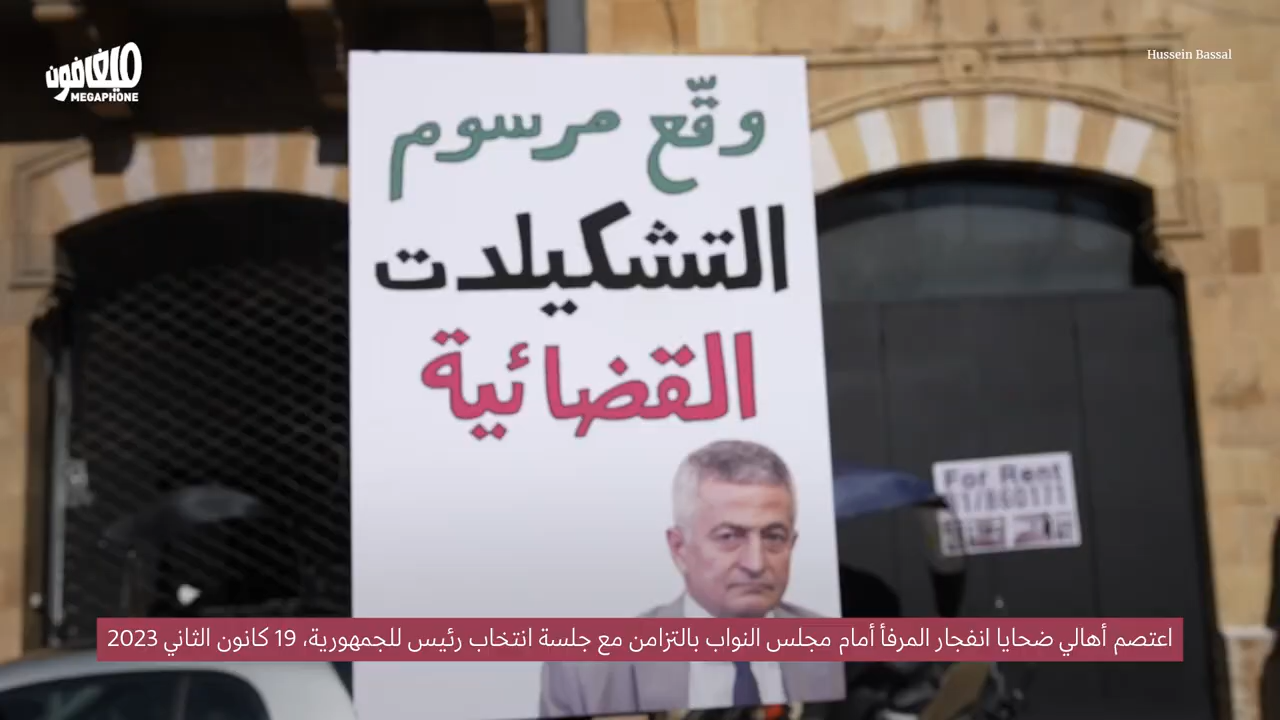 ميغافون
MEGAPHONE
Hussein Bassal
وقّع مرسوم
التشكيلات
القضائية
For Rent
اعتصم أهالي ضحايا انفجار المرفأ أمام مجلس النواب بالتزامن مع جلسة انتخاب رئيس للجمهورية، 19 كانون الثاني 2023